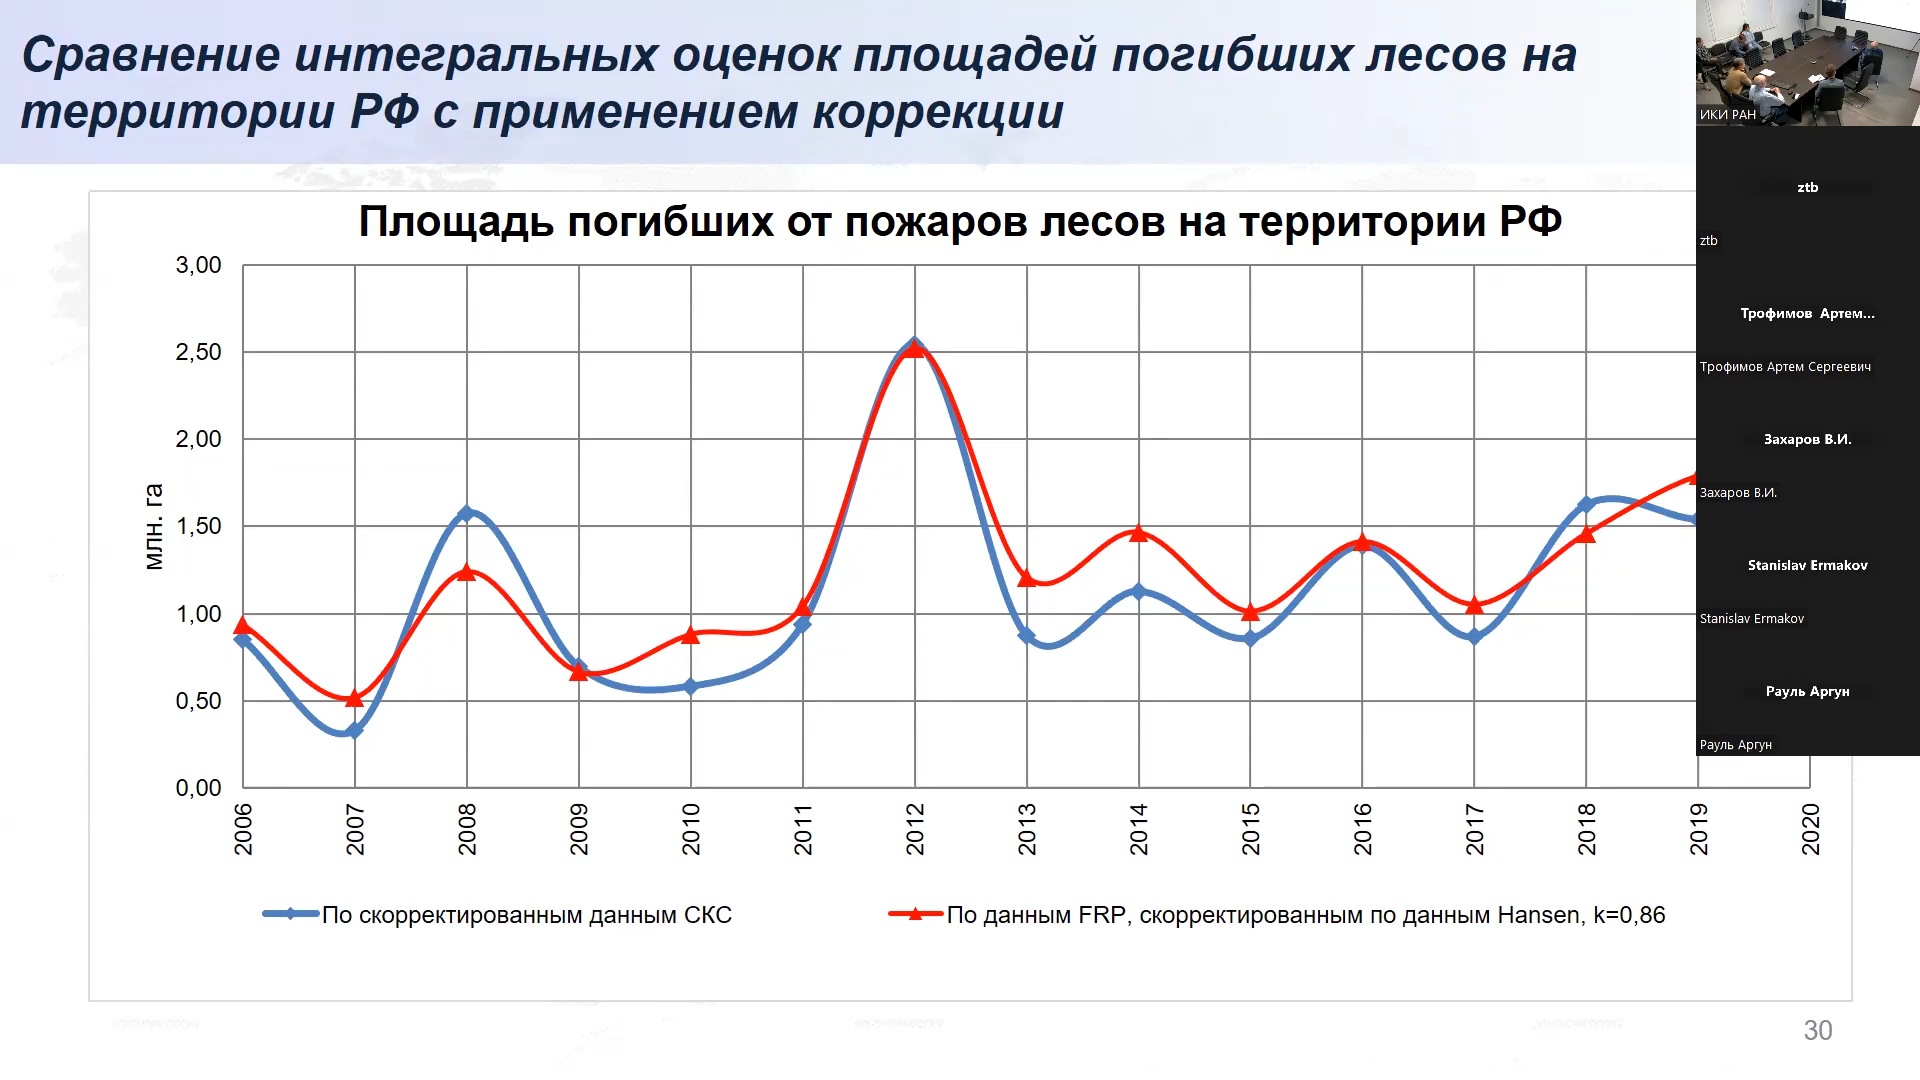 Сравнение интегральных оценок площадей погибших лесов на
территории РФ с применением коррекции
Площадь погибших от пожаров лесов на территории РФ
млн. га
3,00
2,50
2,00
1,50
1,00
0,50
0,00
2006
2007
2008
2009
2010
2011
2012
2013
2014
2015
2016
2017
2018
2019
2020
По скорректированным данным СКС
По данным FRP, скорректированным по данным Hansen, k=0,86
30
ИКИ РАН
ztb
ztb
Трофимов Артем...
Трофимов Артем Сергеевич
Захаров В.И.
Захаров В.И.
Stanislav Ermakov
Stanislav Ermakov
Рауль Аргун
Рауль Аргун